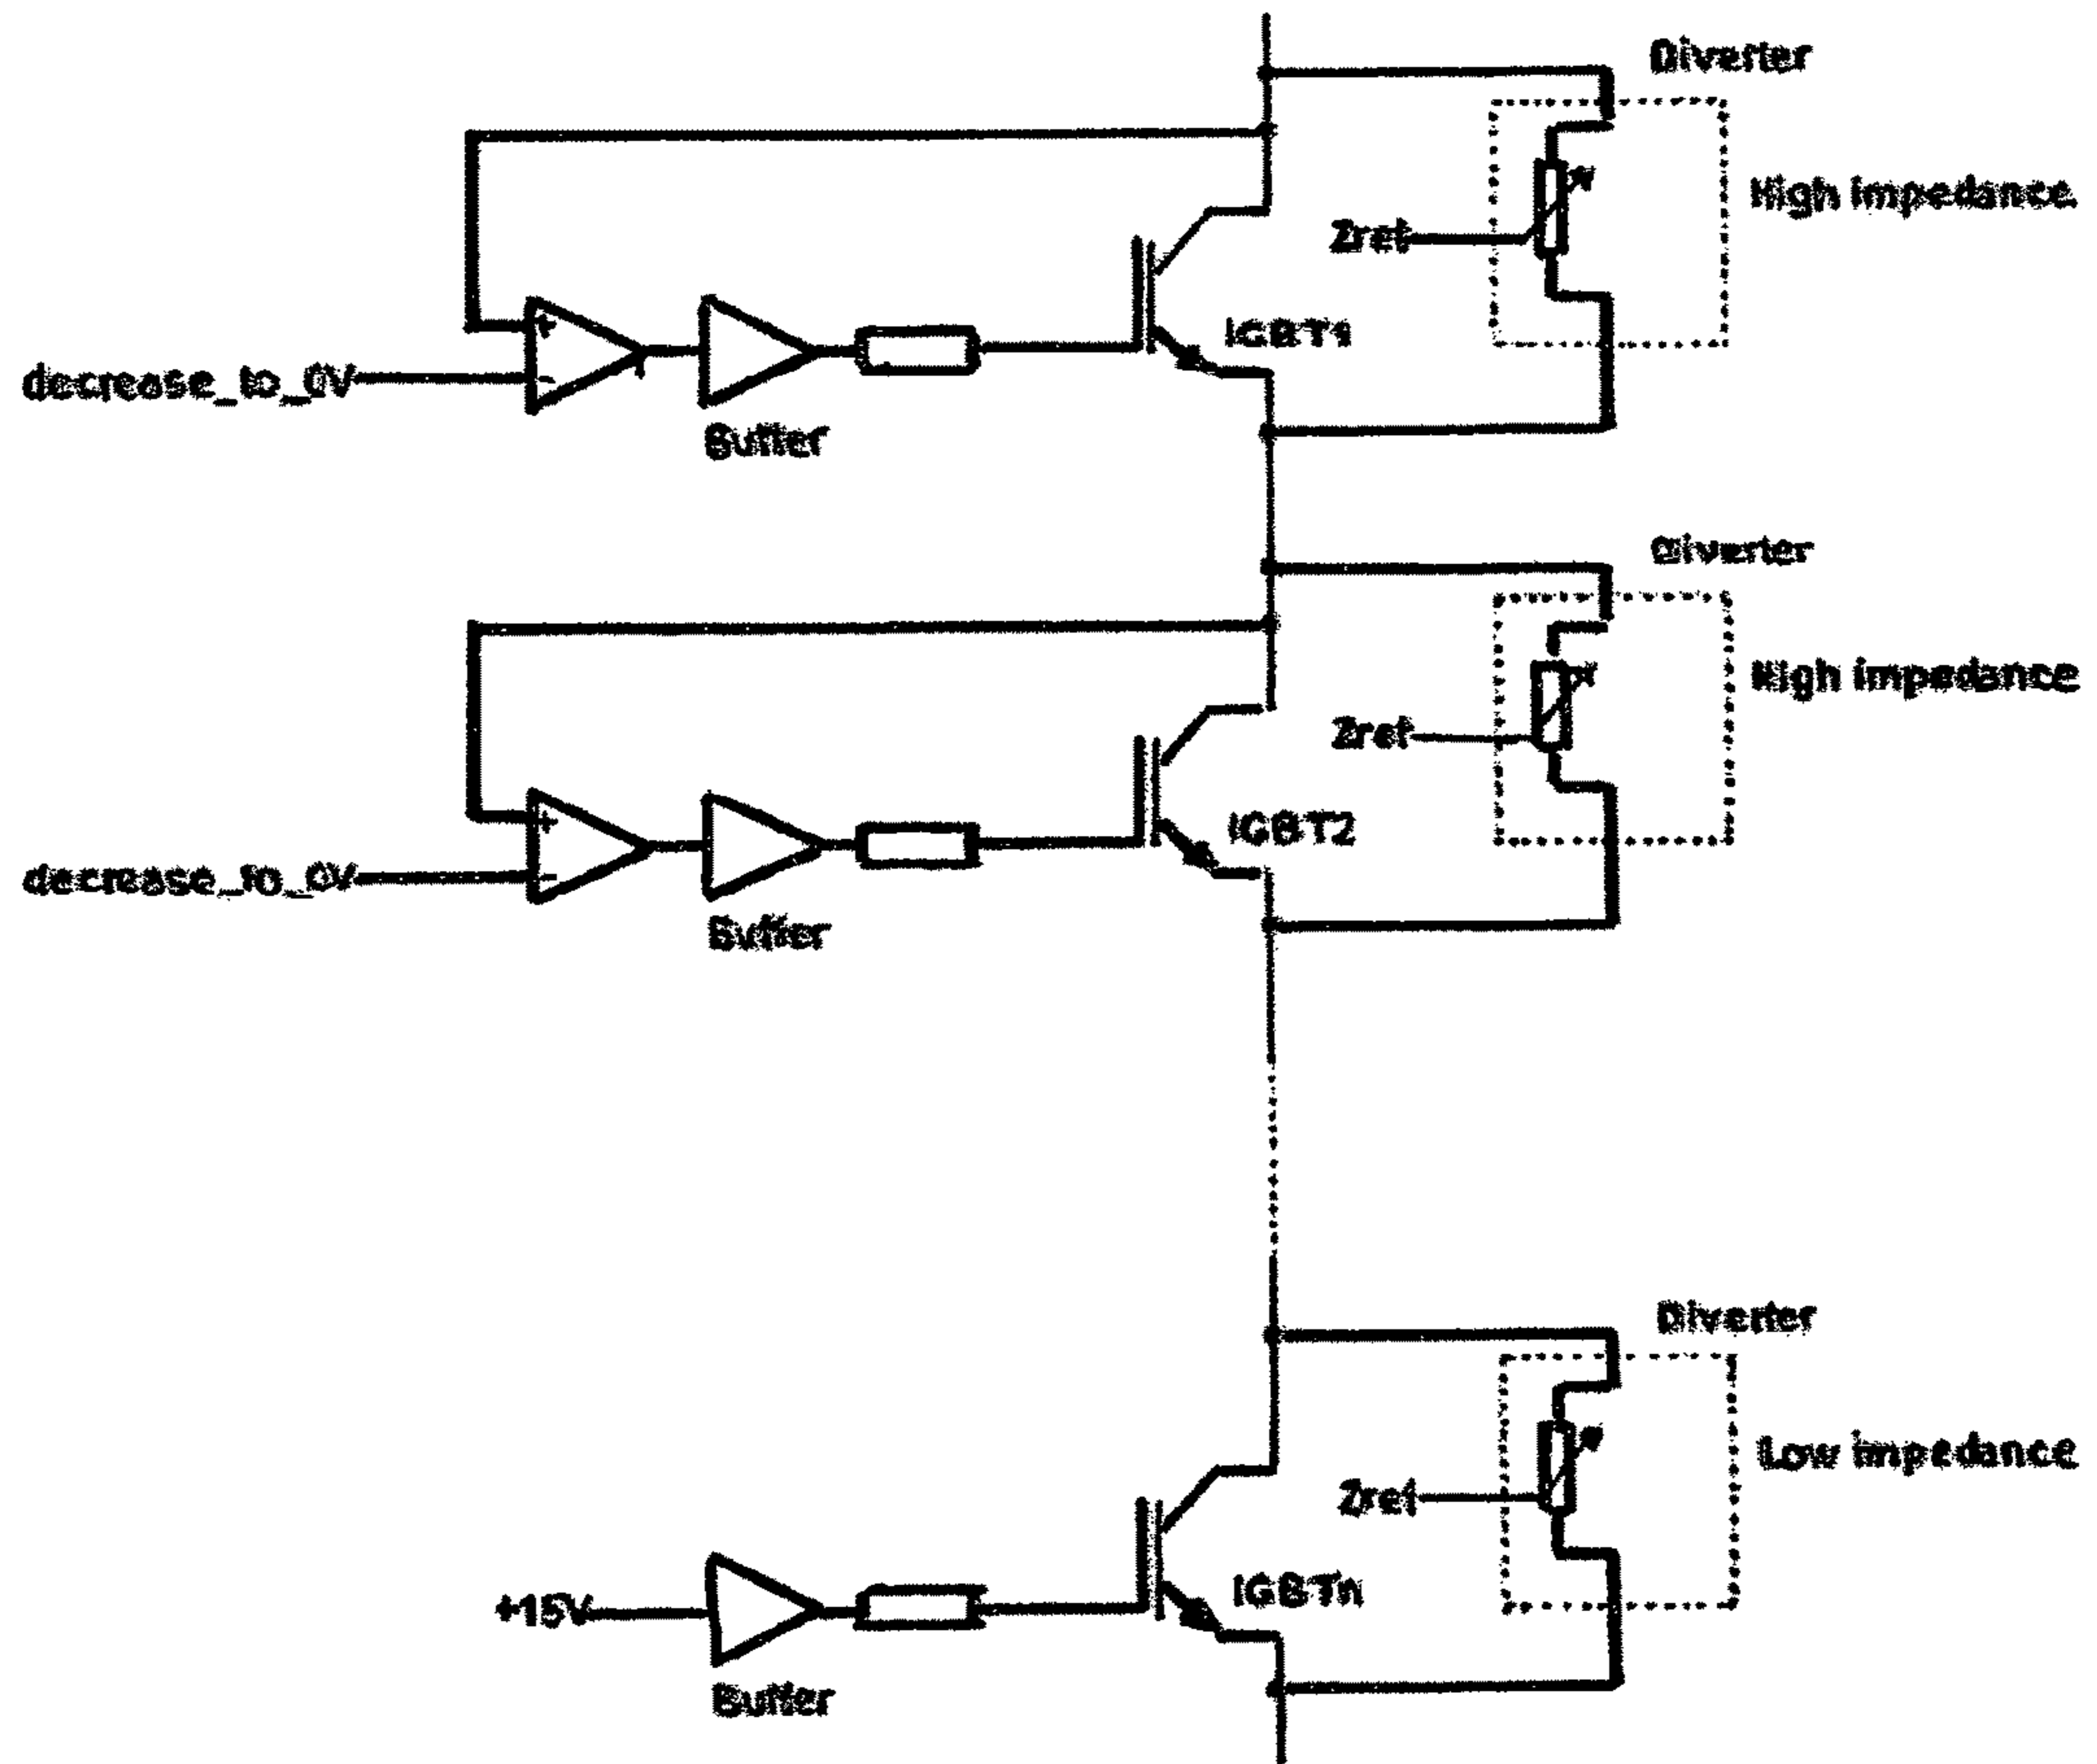 Diverter
High impedance
Zref
+
IGBT1
decrease_to_0V
-
Buffer
Diverter
High impedance
Zref
+
IGBT2
decrease_to_0V
-
Buffer
Diverter
Low impedance
Zref
IGBTn
+15V
Buffer